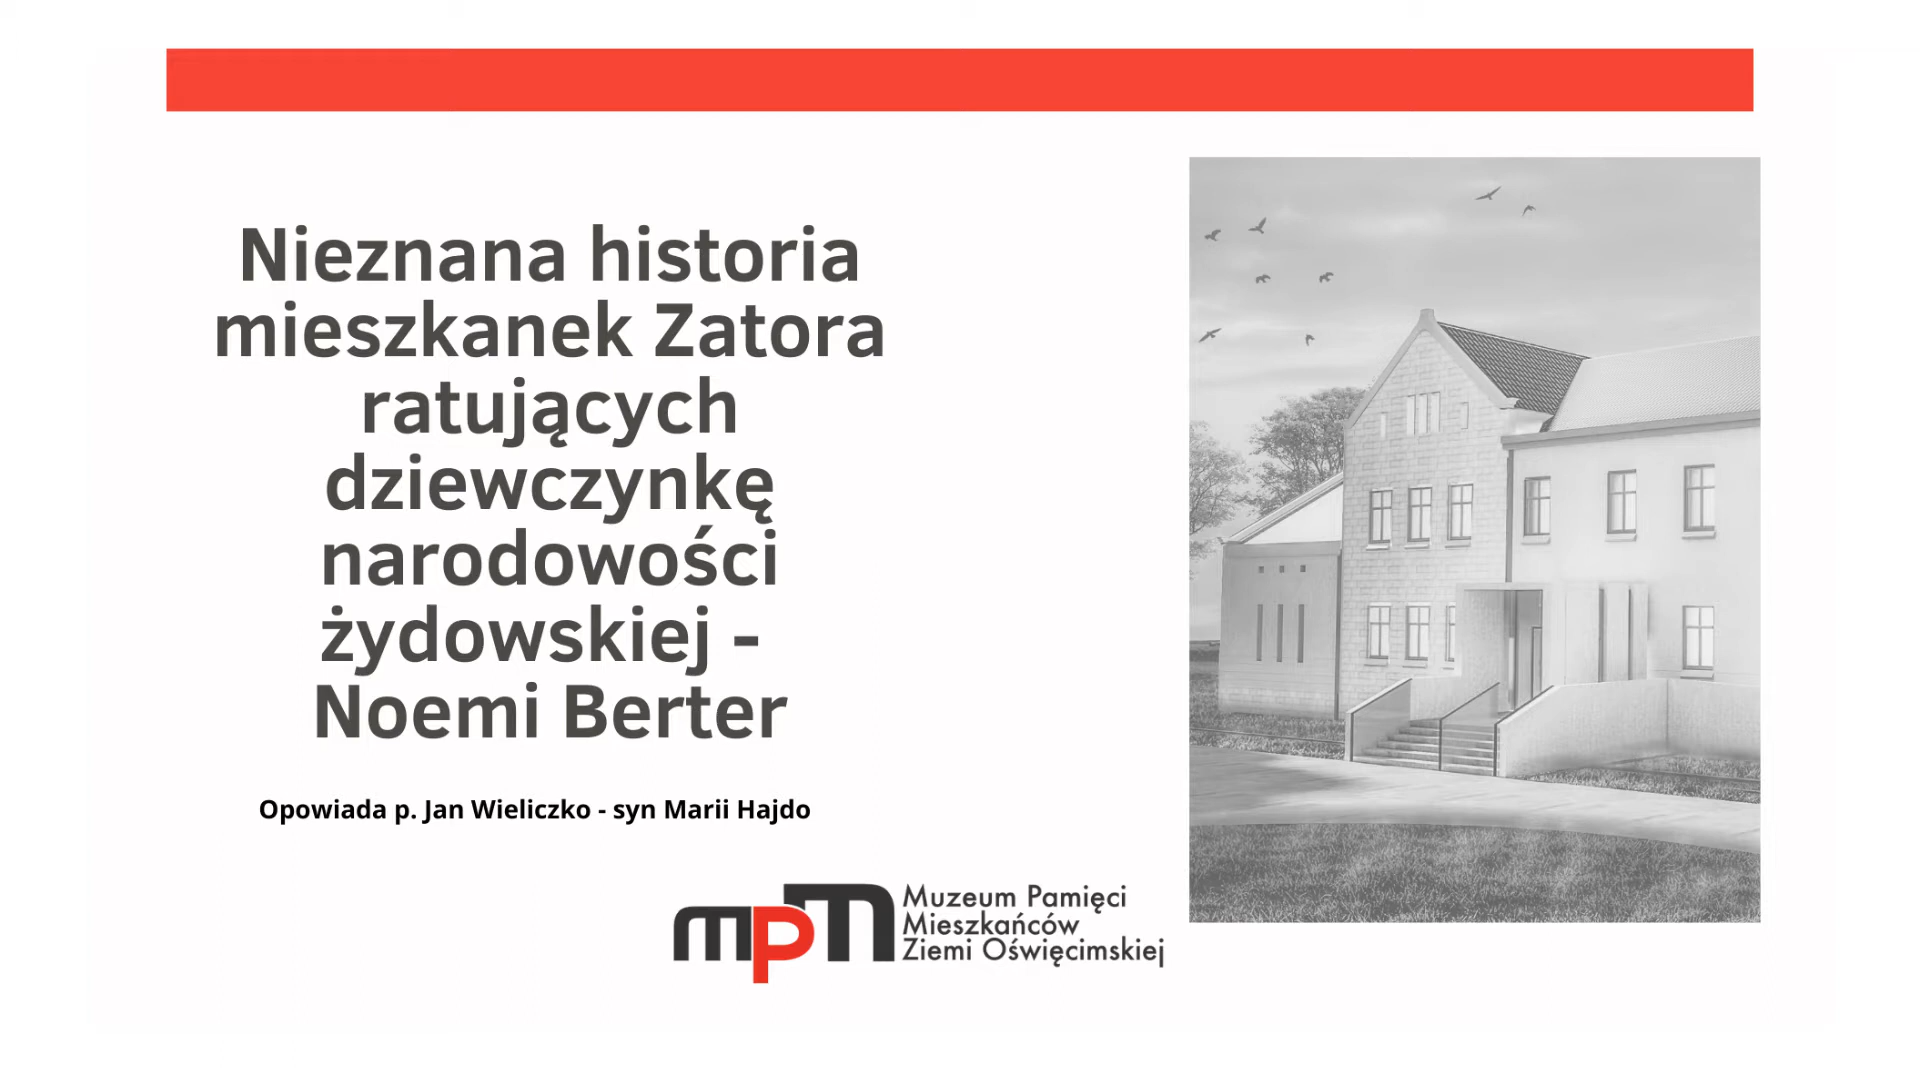 Nieznana historia
mieszkanek Zatora
ratujących
dziewczynkę
narodowości
żydowskiej -
Noemi Berter
Opowiada p. Jan Wieliczko - syn Marii Hajdo
mpm
Muzeum Pamięci
Mieszkańców
Ziemi Oświęcimskiej